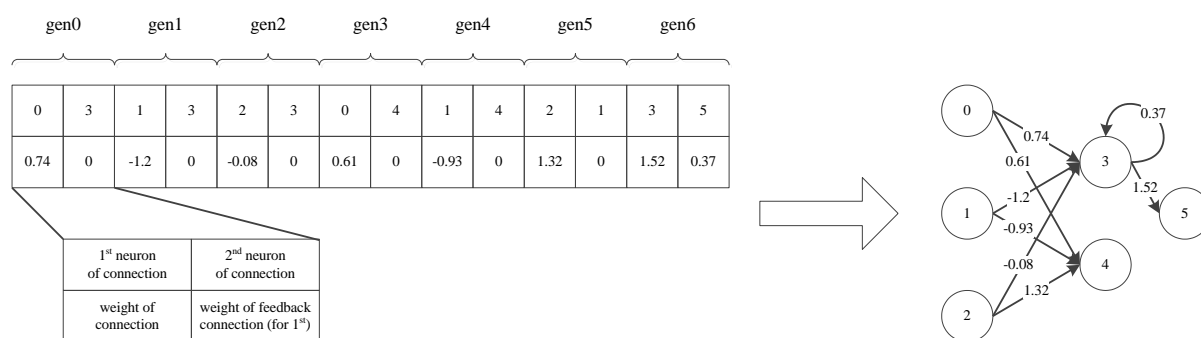 gen0 gen1 gen2 gen3 gen4 gen5 gen6
0 3 1 3 2 3 0 4 1 4 2 1 3 5
0.74 0 -1.2 0 -0.08 0 0.61 0 -0.93 0 1.32 0 1.52 0.37
1st neuron
of connection
2nd neuron
of connection
weight of
connection
weight of feedback
connection (for 1st)
0
0.37
0.74
0.61
3
1.52
-1.2
1
5
-0.93
-0.08
4
1.32
2